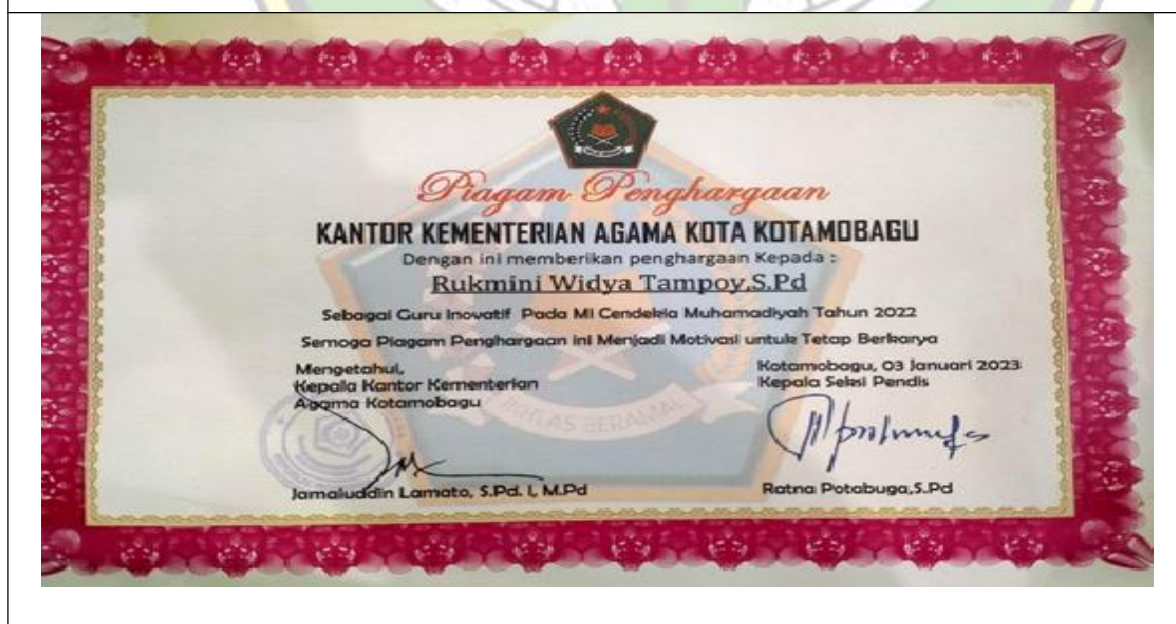 Piagam Penghargaan
KANTOR KEMENTERIAN AGAMA KOTA KOTAMOBAGU
Dengan ini memberikan penghargaan Kepada :
Rukmini Widya Tampoy,S.Pd
Sebagai Guru Inovatif Pada MI Cendekia Muhamadiyah Tahun 2022
Semoga Piagam Penghargaan ini Menjadi Motivasi untuk Tetap Berkarya
Mengetahui,
Kepala Kantor Kementerian
Agama Kotamobagu
Kotamobagu, 03 Januari 2023
Kepala Seksi Pendis
IKHLAS BERAMAL
Jamaluddin Lamato, S.Pd. I, M.Pd
Ratna Potabuga,S.Pd